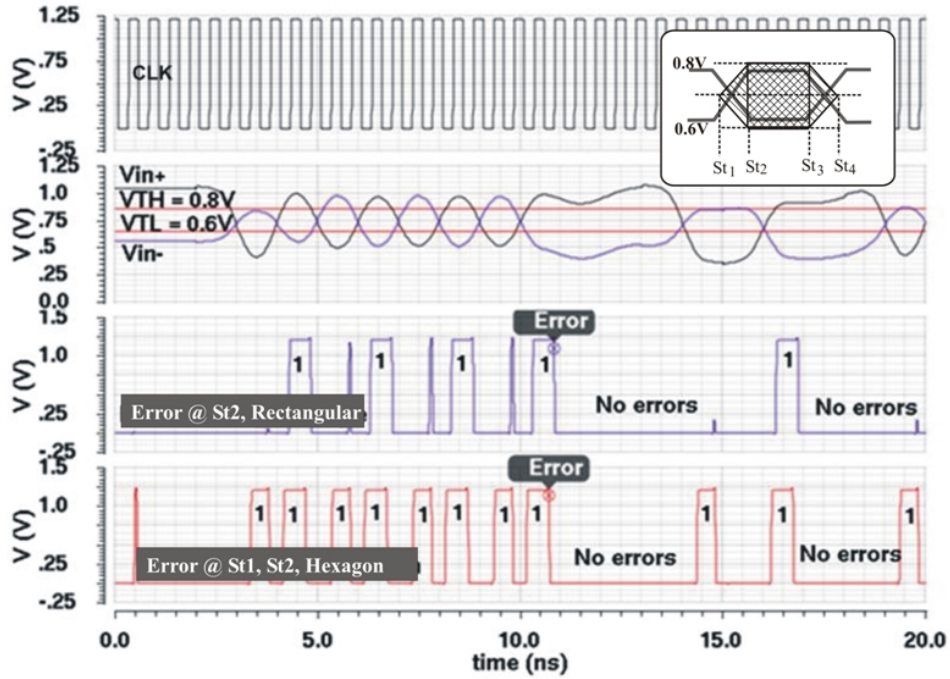 1.25
.75
.25
-.25
V (V)
CLK
0.8V
0.6V
St1 St2 St3 St4
1.25
1.0
.75
.5
.25
0.0
V (V)
Vin+
VTH = 0.8V
VTL = 0.6V
Vin-
1.5
1.0
.25
-.25
V (V)
Error
1 1 1 1 1
Error @ St2, Rectangular
No errors
No errors
1.5
1.0
.25
-.25
V (V)
Error
1 1 1 1 1 1 1 1 1 1 1
Error @ St1, St2, Hexagon
No errors
No errors
0.0 5.0 10.0 15.0 20.0
time (ns)